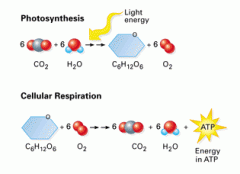 Photosynthesis
Light
energy
6 + 6 O + 6
CO2 H2O C6H12O6 O2
Cellular Respiration
O + 6 6 + 6 + ATP
C6H12O6 O2 CO2 H2O Energy
in ATP